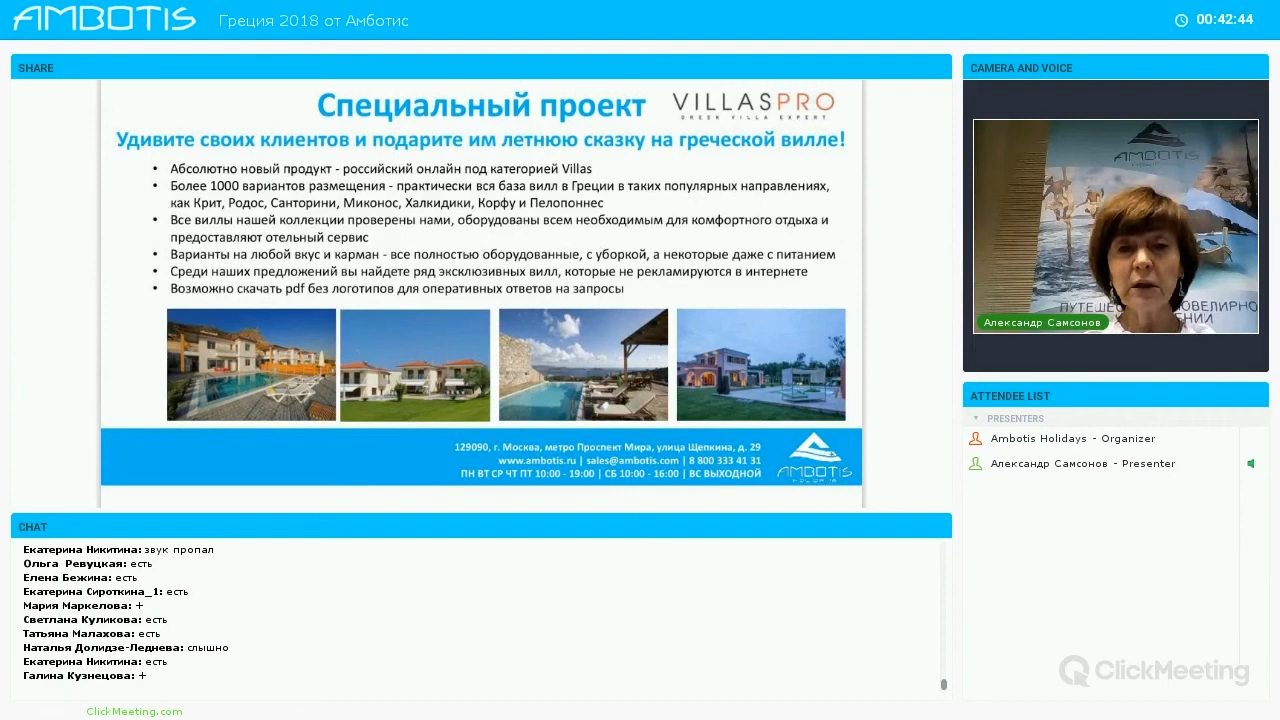 AMBOTIS
Греция 2018 от Амботис
00:42:44
SHARE
Специальный проект
VILLASPRO
GREEK VILLA EXPERT
Удивите своих клиентов и подарите им летнюю сказку на греческой вилле!
• Абсолютно новый продукт - российский онлайн под категорией Villas
• Более 1000 вариантов размещения - практически вся база вилл в Греции в таких популярных направлениях,
как Крит, Родос, Санторини, Миконос, Халкидики, Корфу и Пелопоннес
• Все виллы нашей коллекции проверены нами, оборудованы всем необходимым для комфортного отдыха и
предоставляют отельный сервис
• Варианты на любой вкус и карман - все полностью оборудованные, с уборкой, а некоторые даже с питанием
• Среди наших предложений вы найдете ряд эксклюзивных вилл, которые не рекламируются в интернете
• Возможно скачать pdf без логотипов для оперативных ответов на запросы
129090, г. Москва, метро Проспект Мира, улица Щепкина, д. 29
www.ambotis.ru | sales@ambotis.com | 8 800 333 41 31
ПН ВТ СР ЧТ ПТ 10:00 - 19:00 | СБ 10:00 - 16:00 | ВС ВЫХОДНОЙ
AMBOTIS
HOLIDAYS
CHAT
Екатерина Никитина: звук пропал
Ольга Ревуцкая: есть
Елена Бежина: есть
Екатерина Сироткина_1: есть
Мария Маркелова: +
Светлана Куликова: есть
Татьяна Малахова: есть
Наталья Долидзе-Леднева: слышно
Екатерина Никитина: есть
Галина Кузнецова: +
ClickMeeting.com
CAMERA AND VOICE
AMBOTIS
Александр Самсонов
ATTENDEE LIST
PRESENTERS
Ambotis Holidays - Organizer
Александр Самсонов - Presenter
ClickMeeting